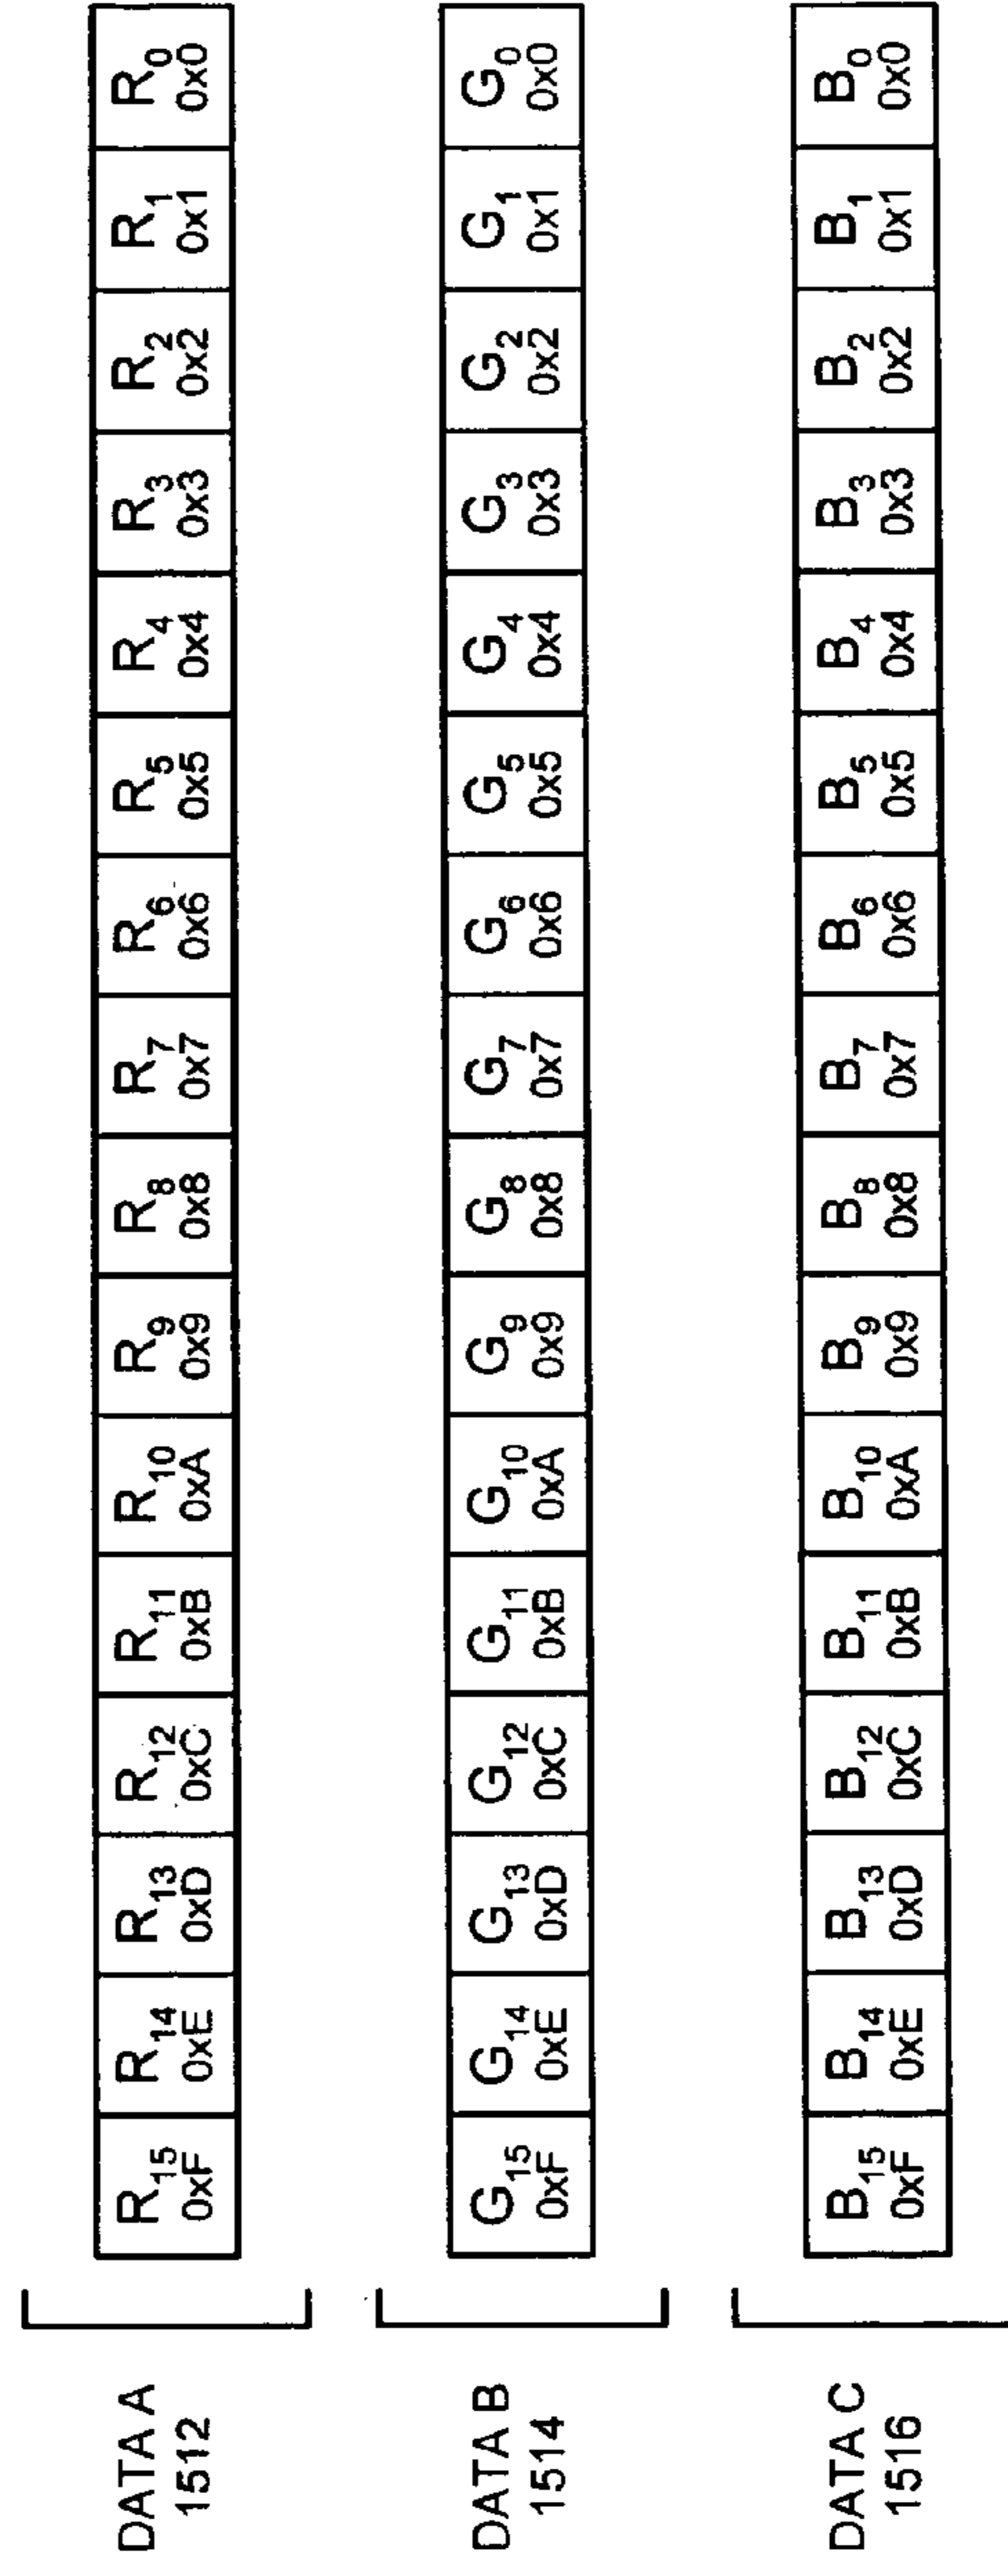 DATA A
1512
R15 R14 R13 R12 R11 R10 R9 R8 R7 R6 R5 R4 R3 R2 R1 R0
0xF 0xE 0xD 0xC 0xB 0xA 0x9 0x8 0x7 0x6 0x5 0x4 0x3 0x2 0x1 0x0
DATA B
1514
G15 G14 G13 G12 G11 G10 G9 G8 G7 G6 G5 G4 G3 G2 G1 G0
0xF 0xE 0xD 0xC 0xB 0xA 0x9 0x8 0x7 0x6 0x5 0x4 0x3 0x2 0x1 0x0
DATA C
1516
B15 B14 B13 B12 B11 B10 B9 B8 B7 B6 B5 B4 B3 B2 B1 B0
0xF 0xE 0xD 0xC 0xB 0xA 0x9 0x8 0x7 0x6 0x5 0x4 0x3 0x2 0x1 0x0